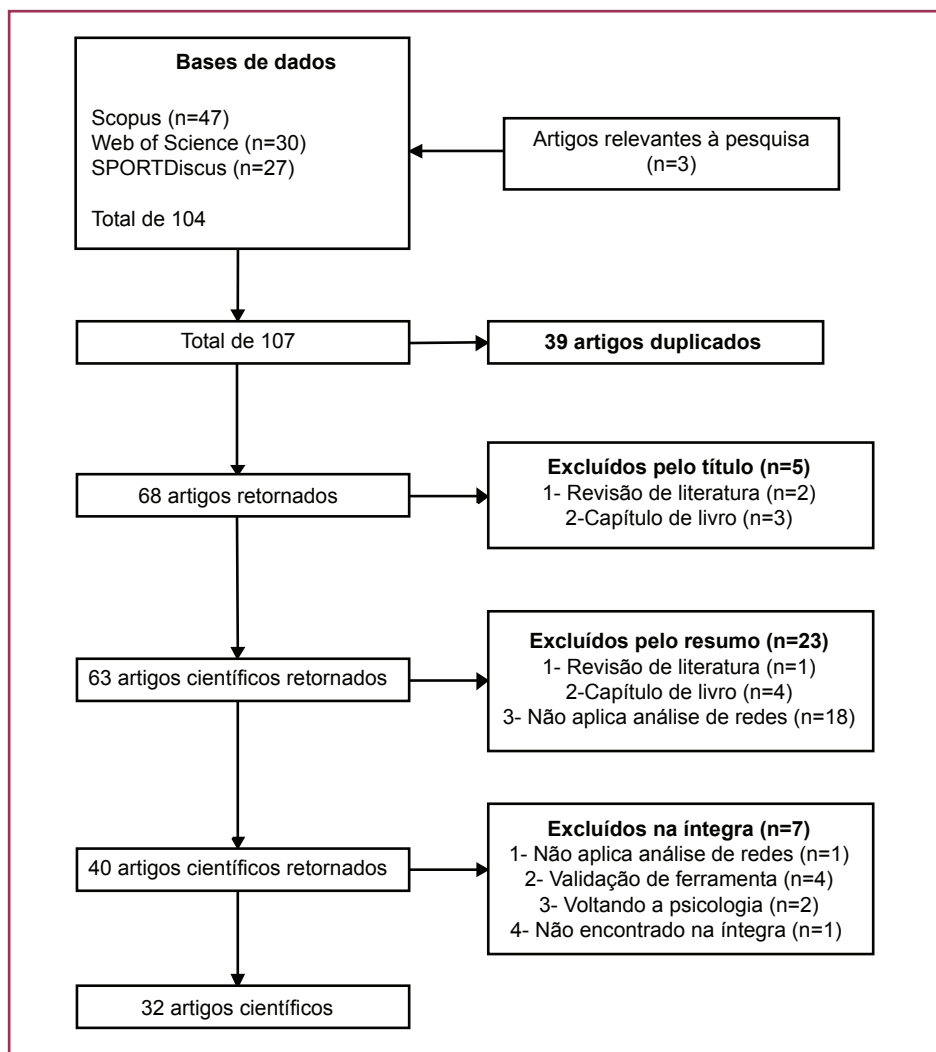 Bases de dados
Scopus (n=47)
Web of Science (n=30)
SPORTDiscus (n=27)
Total de 104
Artigos relevantes à pesquisa
(n=3)
Total de 107
39 artigos duplicados
68 artigos retornados
Excluídos pelo título (n=5)
1- Revisão de literatura (n=2)
2-Capítulo de livro (n=3)
63 artigos científicos retornados
Excluídos pelo resumo (n=23)
1- Revisão de literatura (n=1)
2-Capítulo de livro (n=4)
3- Não aplica análise de redes (n=18)
40 artigos científicos retornados
Excluídos na íntegra (n=7)
1- Não aplica análise de redes (n=1)
2- Validação de ferramenta (n=4)
3- Voltando a psicologia (n=2)
4- Não encontrado na íntegra (n=1)
32 artigos científicos